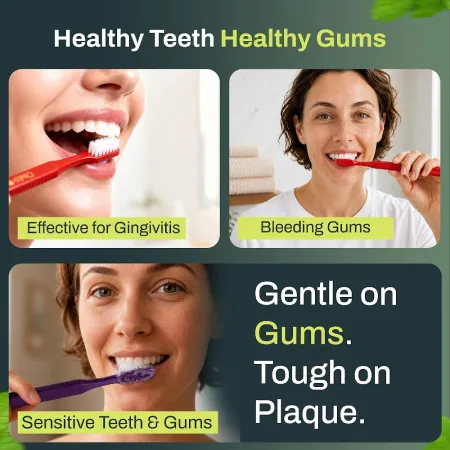 Healthy Teeth Healthy Gums
Effective for Gingivitis
Bleeding Gums
Sensitive Teeth & Gums
Gentle on
Gums.
Tough on
Plaque.